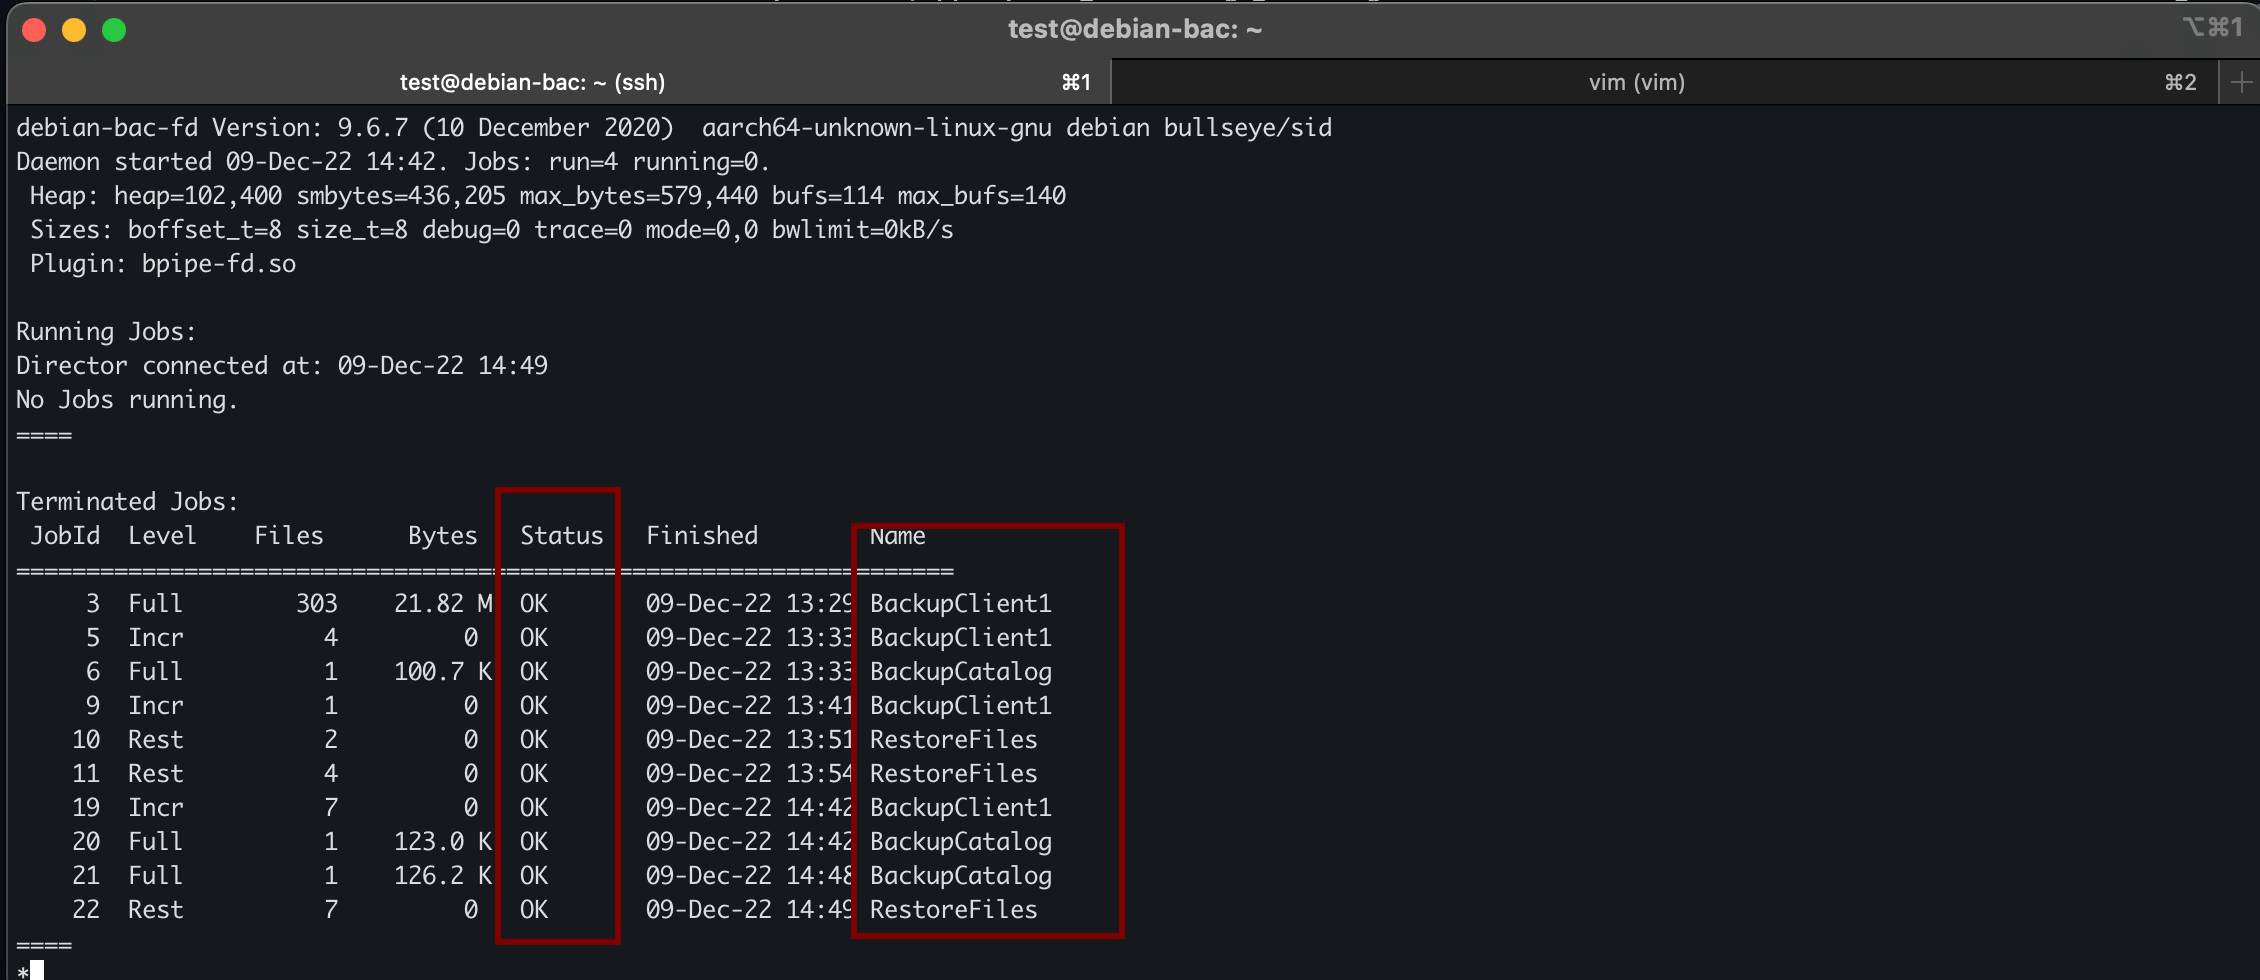 test@debian-bac: ~
⌥⌘1
test@debian-bac: ~ (ssh) ⌘1 vim (vim) ⌘2 +
debian-bac-fd Version: 9.6.7 (10 December 2020)  aarch64-unknown-linux-gnu debian bullseye/sid
Daemon started 09-Dec-22 14:42. Jobs: run=4 running=0.
 Heap: heap=102,400 smbytes=436,205 max_bytes=579,440 bufs=114 max_bufs=140
 Sizes: boffset_t=8 size_t=8 debug=0 trace=0 mode=0,0 bwlimit=0kB/s
 Plugin: bpipe-fd.so

Running Jobs:
Director connected at: 09-Dec-22 14:49
No Jobs running.
====

Terminated Jobs:
 JobId  Level    Files      Bytes   Status   Finished        Name
===================================================================
     3  Full        303    21.82 M  OK       09-Dec-22 13:29 BackupClient1
     5  Incr          4         0   OK       09-Dec-22 13:33 BackupClient1
     6  Full          1    100.7 K  OK       09-Dec-22 13:33 BackupCatalog
     9  Incr          1         0   OK       09-Dec-22 13:41 BackupClient1
    10  Rest          2         0   OK       09-Dec-22 13:51 RestoreFiles
    11  Rest          4         0   OK       09-Dec-22 13:54 RestoreFiles
    19  Incr          7         0   OK       09-Dec-22 14:42 BackupClient1
    20  Full          1    123.0 K  OK       09-Dec-22 14:42 BackupCatalog
    21  Full          1    126.2 K  OK       09-Dec-22 14:48 BackupCatalog
    22  Rest          7         0   OK       09-Dec-22 14:49 RestoreFiles
====
*